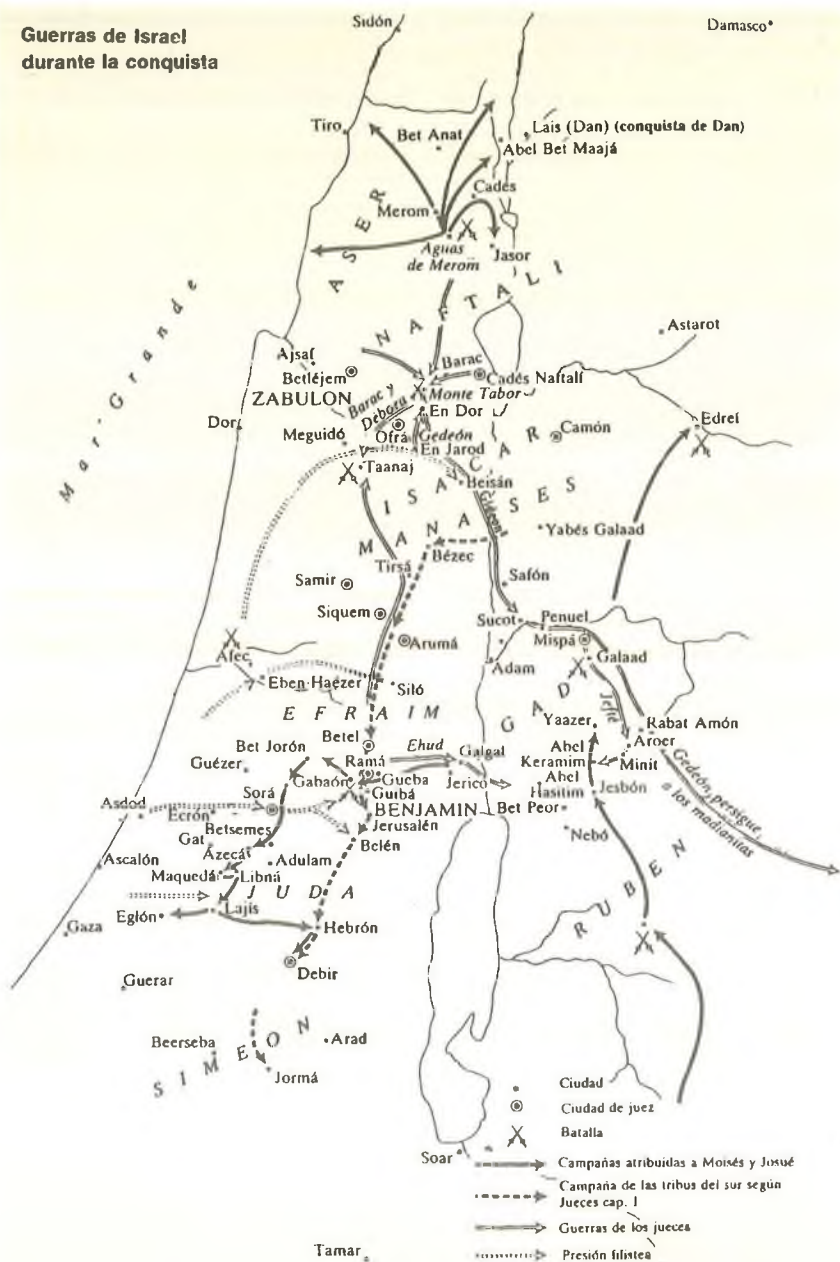 Guerras de Israel
durante la conquista
Sidón
Damasco
Tiro
Bet Anat
Lais (Dan) (conquista de Dan)
Abel Bet Maajá
Cadés
Merom
Aguas
de Merom
Jasor
ASER
NAFTALI
Mar Grande
Astarot
Ajsaf
Betléjem
ZABULON
Barac
Cadés Naftalí
Monte Tabor
Barac y
Débora
En Dor
Dor
Meguidó
Ofrá
Gedeón
En Jarod
Camón
Edreí
Taanaj
Beisán
ISACAR
MANASES
Gedeón
Yabés Galaad
Bézec
Tirsá
Safón
Samir
Siquem
Sucot
Penuel
Mispá
Arumá
Galaad
Adam
Afec
Eben-Haézer
Siló
EFRAIM
GAD
Jefté
Yaazer
Rabat Amón
Aroer
Betel
Ehud
Bet Jorón
Ramá
Galgal
Abel
Keramim
Minit
Guézer
Gabaón
Gueba
Jericó
Abel
Hasitim
Jesbón
Guibá
Sorá
BENJAMIN
Bet Peor
Gedeón persigue
a los madianitas
Asdod
Ecrón
Jerusalén
Betsemes
Belén
Nebó
Gat
Azecá
Ascalón
Adulam
Maquedá
Libná
JUDA
RUBEN
Lajis
Eglón
Gaza
Hebrón
Debir
Guerar
SIMEON
Beerseba
Arad
Jormá
Ciudad
Ciudad de juez
Batalla
Soar
Campañas atribuidas a Moisés y Josué
Campaña de las tribus del sur según
Jueces cap. 1
Guerras de los jueces
Presión filistea
Tamar